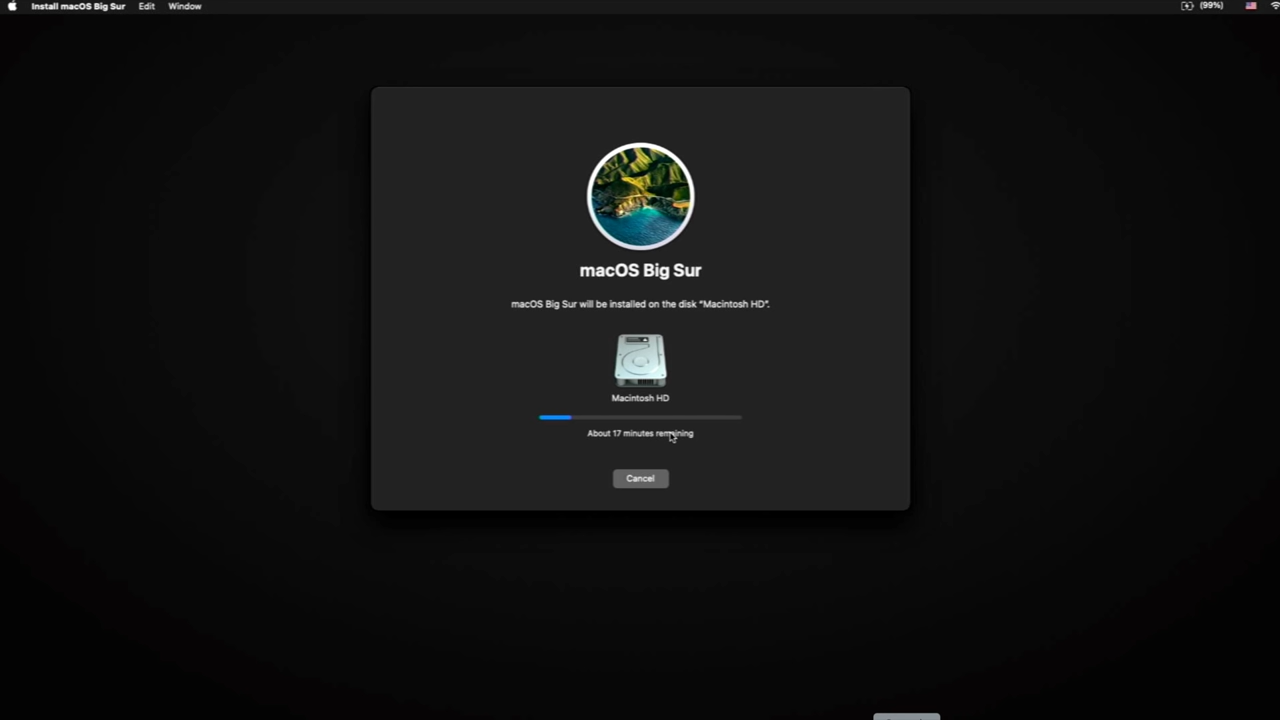 Install macOS Big Sur Edit Window (99%)
macOS Big Sur
macOS Big Sur will be installed on the disk “Macintosh HD”.
Macintosh HD
About 17 minutes remaining
Cancel